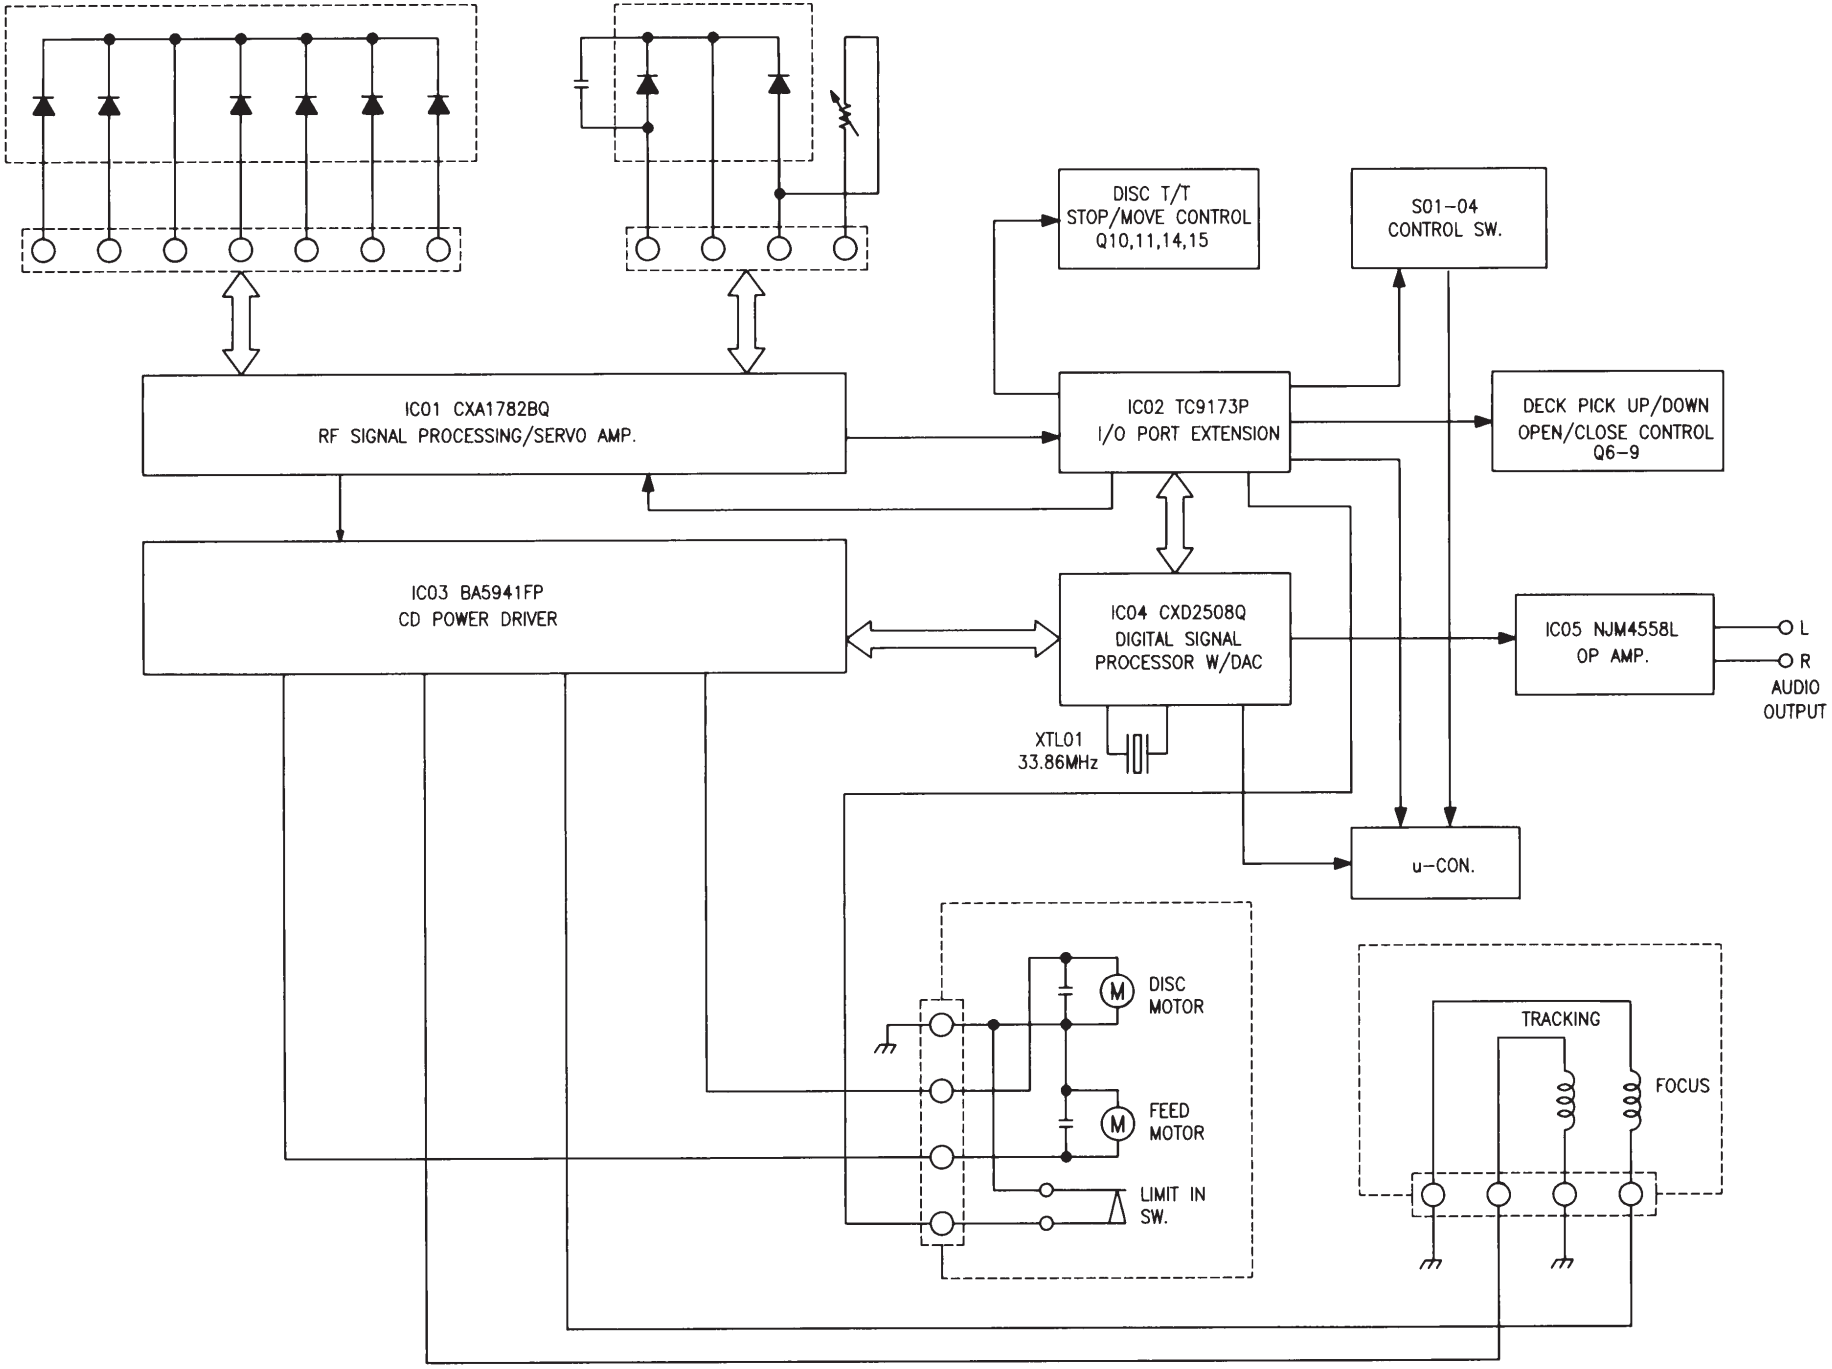 DISC T/T
STOP/MOVE CONTROL
Q10,11,14,15
S01-04
CONTROL SW.
IC01 CXA1782BQ
RF SIGNAL PROCESSING/SERVO AMP.
IC02 TC9173P
I/O PORT EXTENSION
DECK PICK UP/DOWN
OPEN/CLOSE CONTROL
Q6-9
IC03 BA5941FP
CD POWER DRIVER
IC04 CXD2508Q
DIGITAL SIGNAL
PROCESSOR W/DAC
IC05 NJM4558L
OP AMP.
L
R
AUDIO
OUTPUT
XTL01
33.86MHz
u-CON.
M
DISC
MOTOR
M
FEED
MOTOR
LIMIT IN
SW.
TRACKING
FOCUS